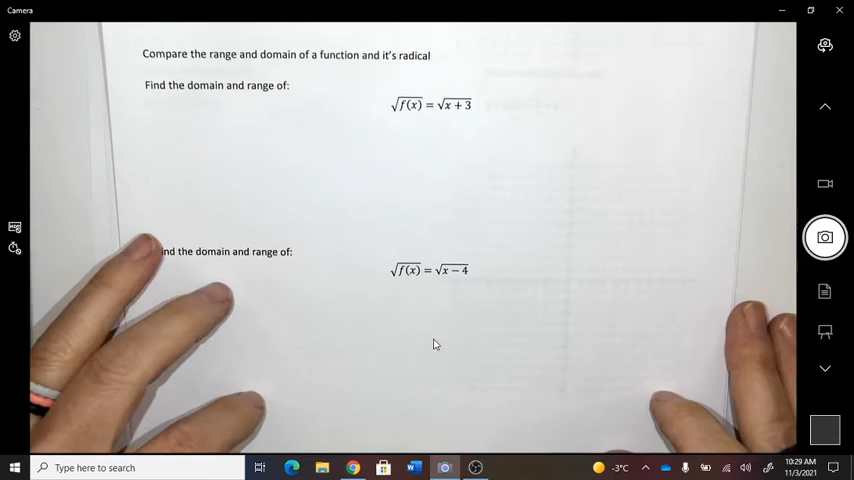 Camera
Compare the range and domain of a function and it's radical
Find the domain and range of:
√f(x) = √x + 3
ind the domain and range of:
√f(x) = √x − 4
Type here to search
-3°C
10:29 AM
11/3/2021